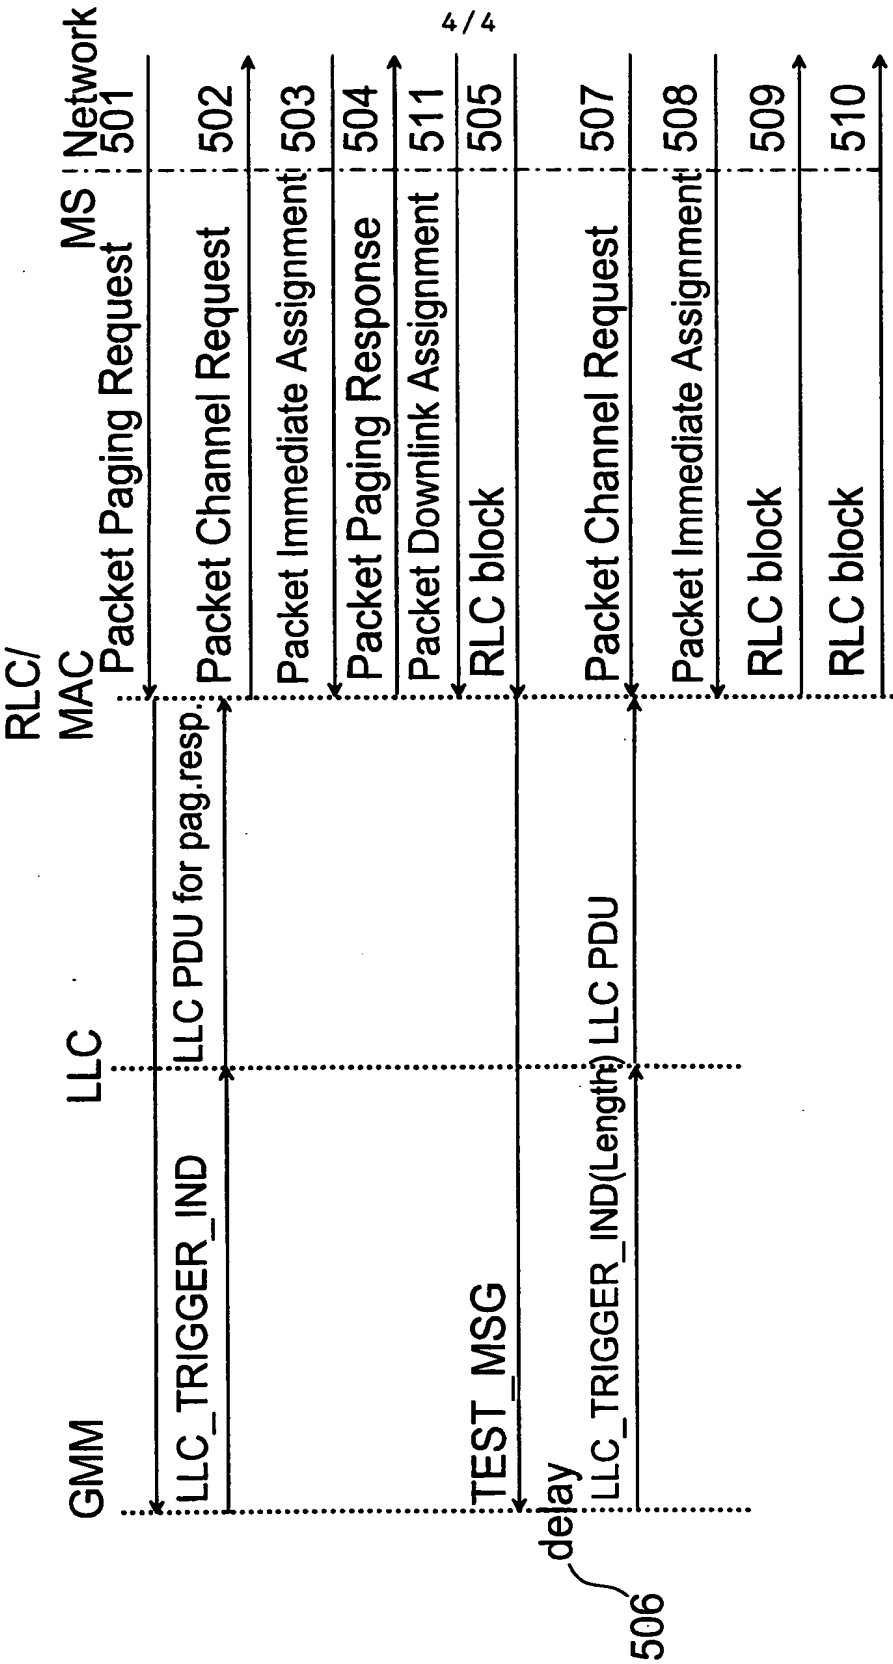 4/4
GMM
LLC
RLC/
MAC
MS
Network
Packet Paging Request
501
LLC_TRIGGER_IND
LLC PDU for pag.resp.
Packet Channel Request
502
Packet Immediate Assignment
503
Packet Paging Response
504
Packet Downlink Assignment
511
TEST_MSG
RLC block
505
delay
506
LLC_TRIGGER_IND(Length)
LLC PDU
Packet Channel Request
507
Packet Immediate Assignment
508
RLC block
509
RLC block
510